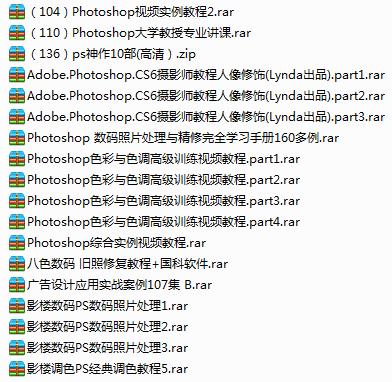 （104）Photoshop视频实例教程2.rar
（110）Photoshop大学教授专业讲课.rar
（136）ps神作10部(高清）.zip
Adobe.Photoshop.CS6摄影师教程人像修饰(Lynda出品).part1.rar
Adobe.Photoshop.CS6摄影师教程人像修饰(Lynda出品).part2.rar
Adobe.Photoshop.CS6摄影师教程人像修饰(Lynda出品).part3.rar
Photoshop 数码照片处理与精修完全学习手册160多例.rar
Photoshop色彩与色调高级训练视频教程.part1.rar
Photoshop色彩与色调高级训练视频教程.part2.rar
Photoshop色彩与色调高级训练视频教程.part3.rar
Photoshop色彩与色调高级训练视频教程.part4.rar
Photoshop综合实例视频教程.rar
八色数码 旧照修复教程+国科软件.rar
广告设计应用实战案例107集 B.rar
影楼数码PS数码照片处理1.rar
影楼数码PS数码照片处理2.rar
影楼数码PS数码照片处理3.rar
影楼调色PS经典调色教程5.rar